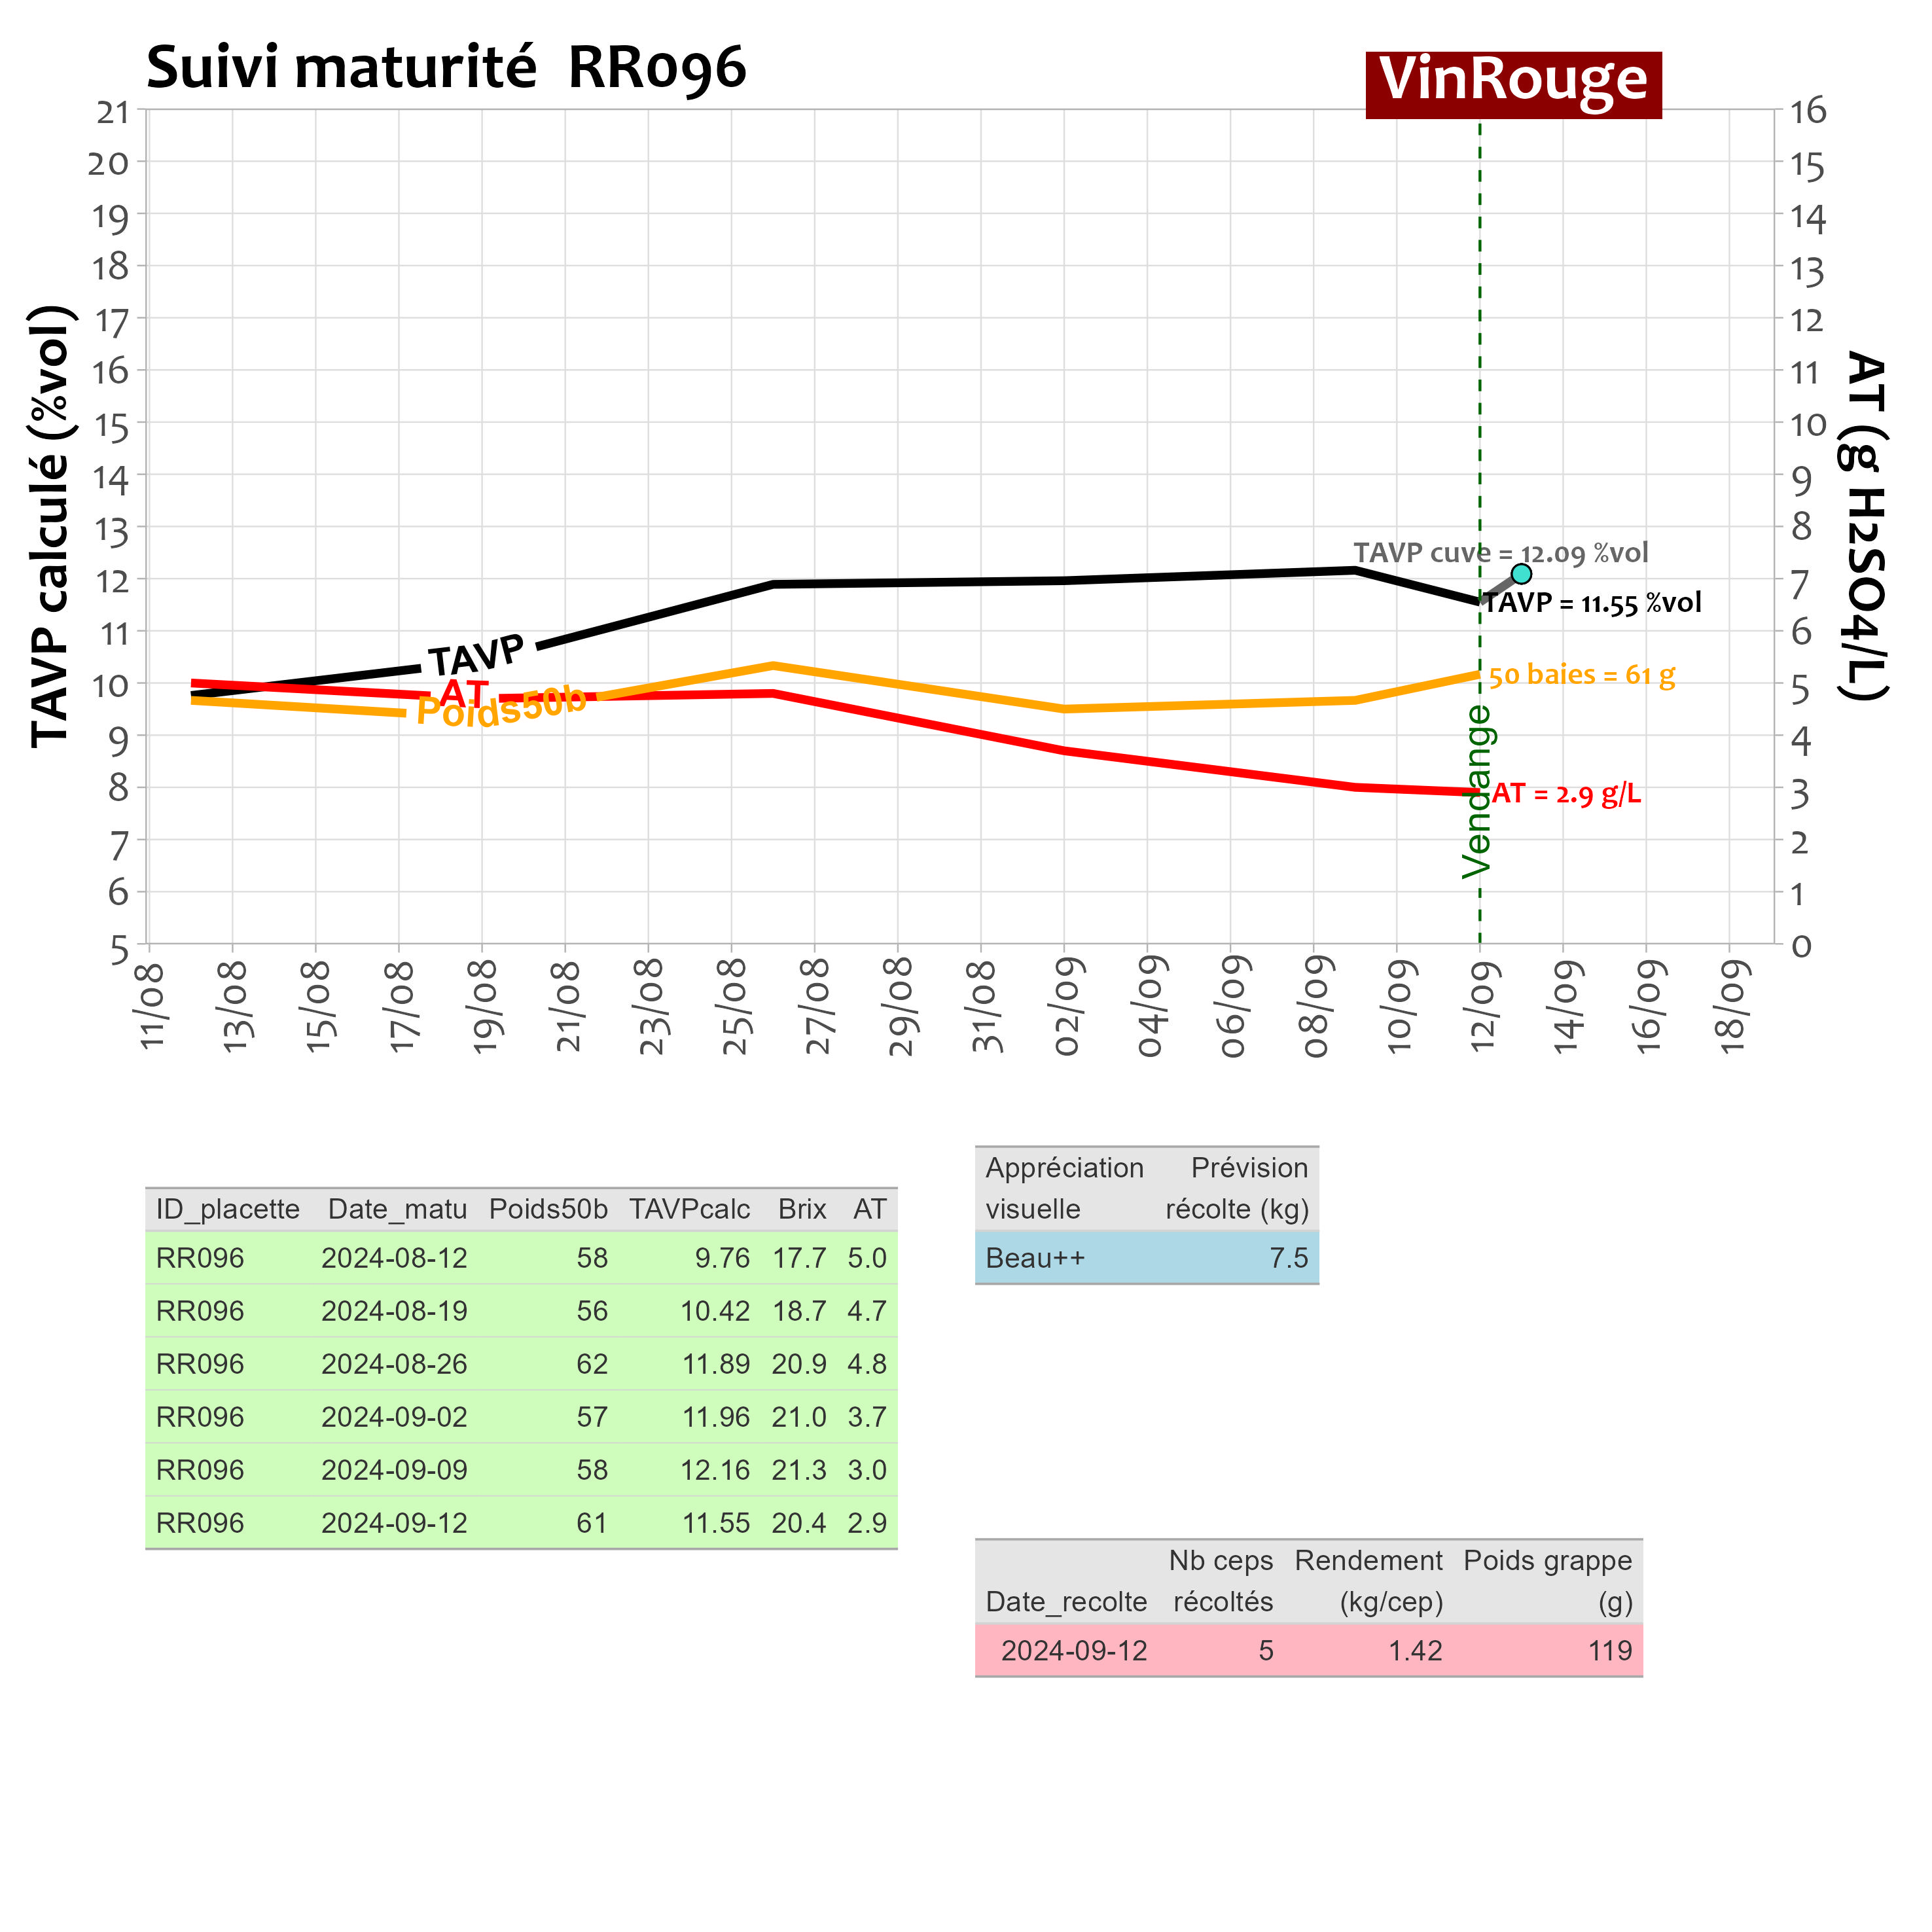 Suivi maturité  RR096
VinRouge
TAVP calculé (%vol)
21
20
19
18
17
16
15
14
13
12
11
10
9
8
7
6
5
AT (g H2SO4/L)
16
15
14
13
12
11
10
9
8
7
6
5
4
3
2
1
0
TAVP cuve = 12.09 %vol
TAVP = 11.55 %vol
TAVP
AT
Poids50b
50 baies = 61 g
AT = 2.9 g/L
Vendange
11/08 13/08 15/08 17/08 19/08 21/08 23/08 25/08 27/08 29/08 31/08 02/09 04/09 06/09 08/09 10/09 12/09 14/09 16/09 18/09
ID_placette Date_matu Poids50b TAVPcalc Brix AT
RR096 2024-08-12 58 9.76 17.7 5.0
RR096 2024-08-19 56 10.42 18.7 4.7
RR096 2024-08-26 62 11.89 20.9 4.8
RR096 2024-09-02 57 11.96 21.0 3.7
RR096 2024-09-09 58 12.16 21.3 3.0
RR096 2024-09-12 61 11.55 20.4 2.9
Appréciation Prévision
visuelle récolte (kg)
Beau++ 7.5
Nb ceps Rendement Poids grappe
Date_recolte récoltés (kg/cep) (g)
2024-09-12 5 1.42 119